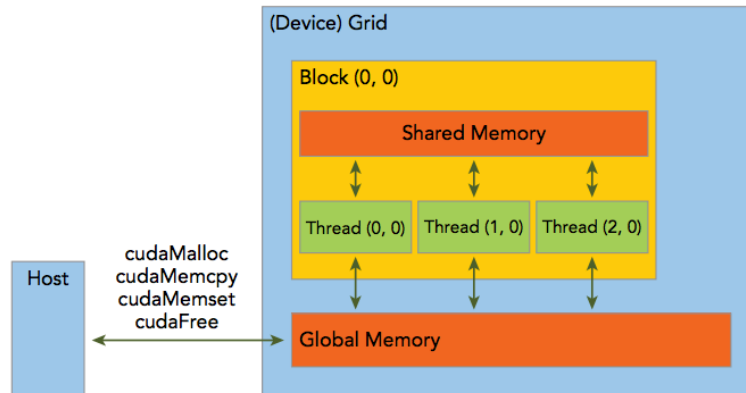 (Device) Grid
Block (0, 0)
Shared Memory
Thread (0, 0)
Thread (1, 0)
Thread (2, 0)
cudaMalloc
cudaMemcpy
cudaMemset
cudaFree
Host
Global Memory